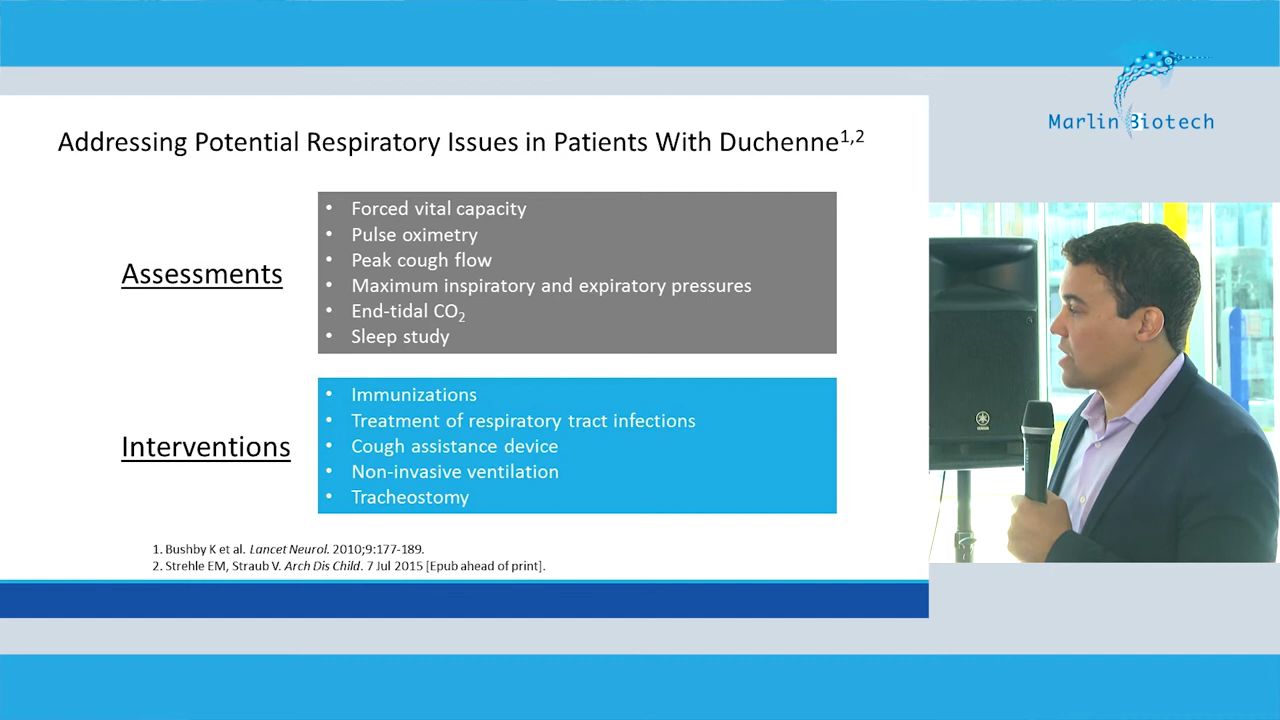 Marlin Biotech
Addressing Potential Respiratory Issues in Patients With Duchenne1,2
Assessments
• Forced vital capacity
• Pulse oximetry
• Peak cough flow
• Maximum inspiratory and expiratory pressures
• End-tidal CO2
• Sleep study
Interventions
• Immunizations
• Treatment of respiratory tract infections
• Cough assistance device
• Non-invasive ventilation
• Tracheostomy
1. Bushby K et al. Lancet Neurol. 2010;9:177-189.
2. Strehle EM, Straub V. Arch Dis Child. 7 Jul 2015 [Epub ahead of print].
YAMAHA